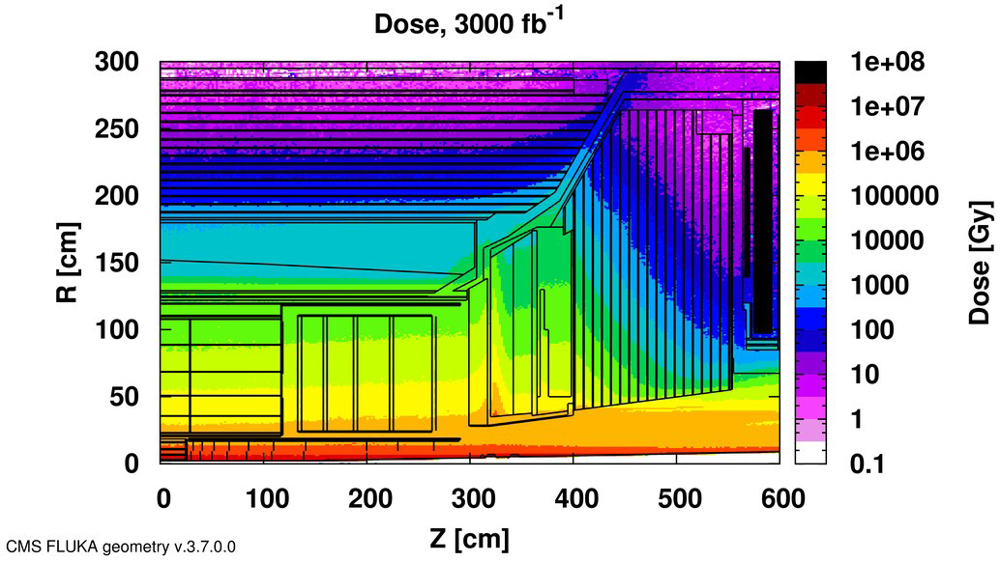 Dose, 3000 fb-1
300
250
200
150
100
50
0
R [cm]
0 100 200 300 400 500 600
Z [cm]
1e+08
1e+07
1e+06
100000
10000
1000
100
10
1
0.1
Dose [Gy]
CMS FLUKA geometry v.3.7.0.0